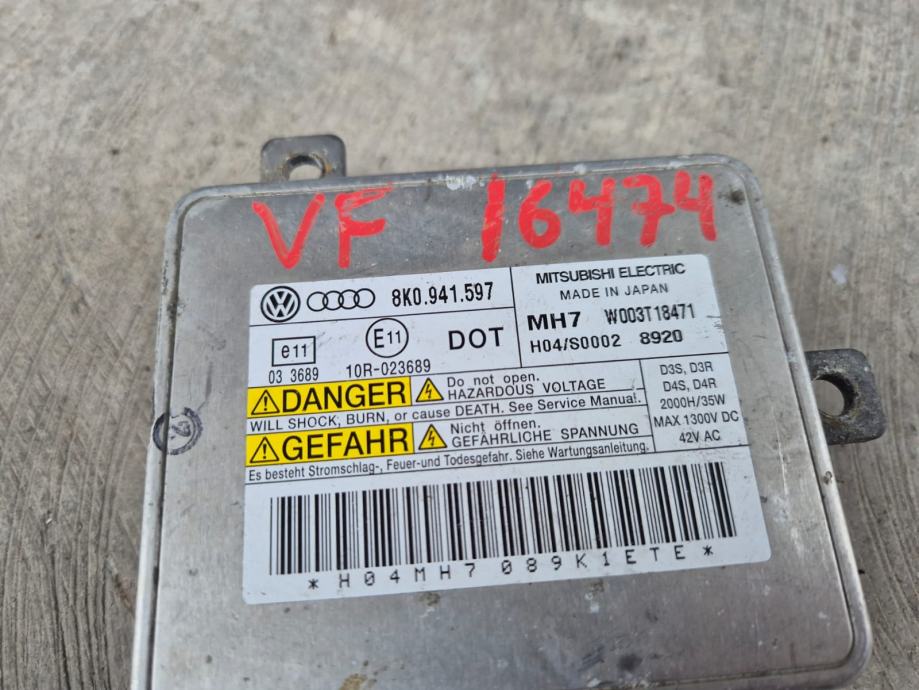 VF 16474
8K0.941.597
MITSUBISHI ELECTRIC
MADE IN JAPAN
MH7 W003T18471
H04/S0002 8920
e11
E11
DOT
03 3689
10R-023689
DANGER
Do not open.
HAZARDOUS VOLTAGE
WILL SHOCK, BURN, or cause DEATH. See Service Manual.
GEFAHR
Nicht öffnen.
GEFÄHRLICHE SPANNUNG
Es besteht Stromschlag-, Feuer-und Todesgefahr. Siehe Wartungsanleitung.
D3S, D3R
D4S, D4R
2000H/35W
MAX 1300V DC
42V AC
*H04MH7089K1ETE*